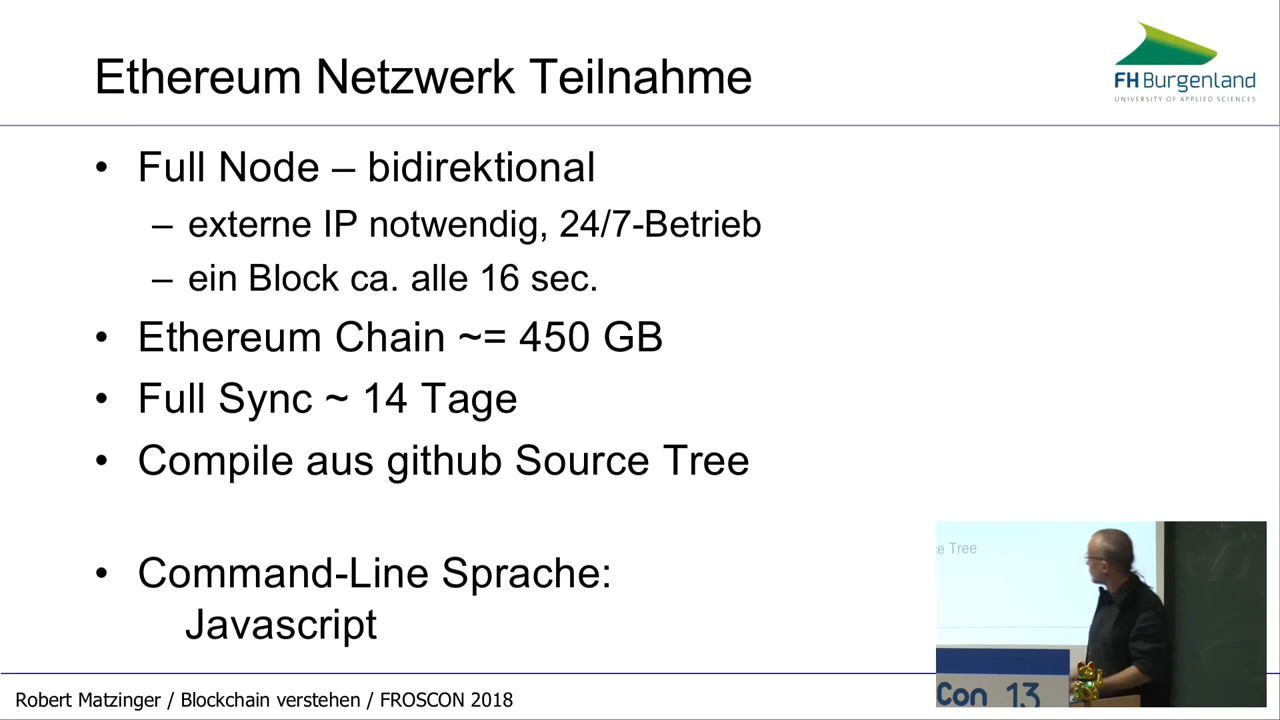 Ethereum Netzwerk Teilnahme
FH Burgenland
UNIVERSITY OF APPLIED SCIENCES
• Full Node – bidirektional
– externe IP notwendig, 24/7-Betrieb
– ein Block ca. alle 16 sec.
• Ethereum Chain ~= 450 GB
• Full Sync ~ 14 Tage
• Compile aus github Source Tree
• Command-Line Sprache:
Javascript
Tree
Con 13
Robert Matzinger / Blockchain verstehen / FROSCON 2018